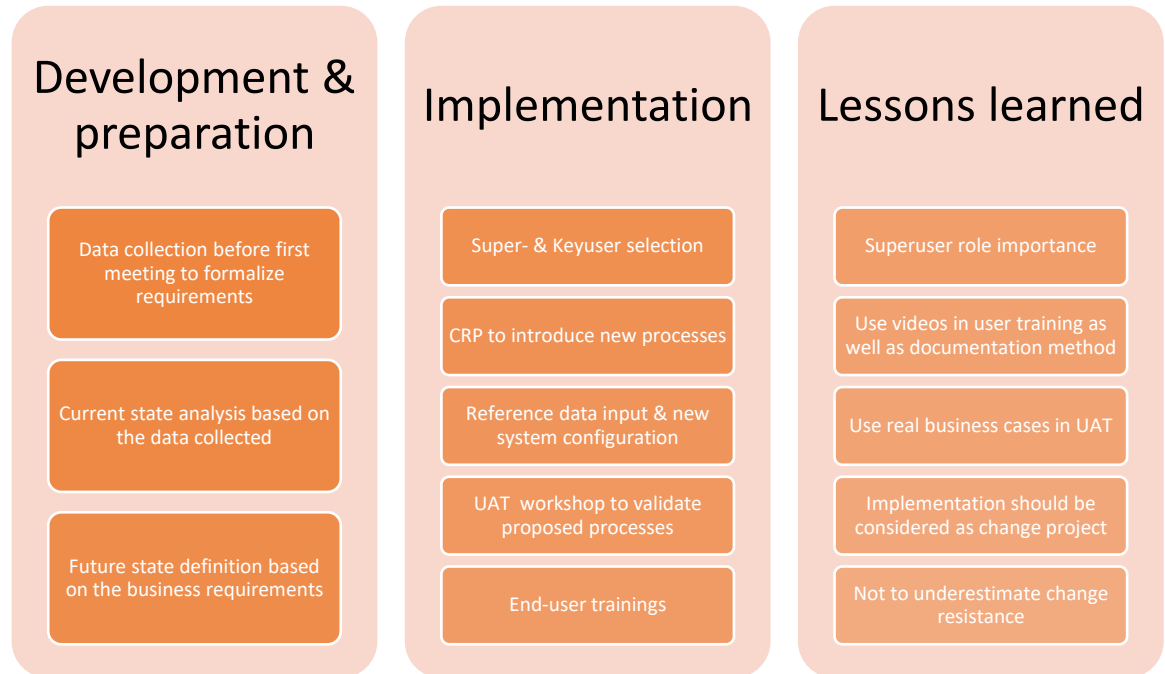 Development &
preparation
Data collection before first
meeting to formalize
requirements
Current state analysis based on
the data collected
Future state definition based
on the business requirements
Implementation
Super- & Keyuser selection
CRP to introduce new processes
Reference data input & new
system configuration
UAT workshop to validate
proposed processes
End-user trainings
Lessons learned
Superuser role importance
Use videos in user training as
well as documentation method
Use real business cases in UAT
Implementation should be
considered as change project
Not to underestimate change
resistance